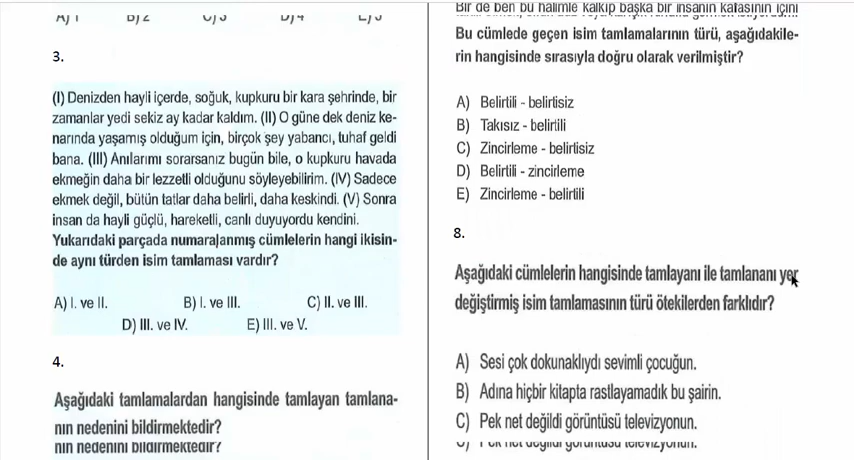 3.
(I) Denizden hayli içerde, soğuk, kupkuru bir kara şehrinde, bir
zamanlar yedi sekiz ay kadar kaldım. (II) O güne dek deniz ke-
narında yaşamış olduğum için, birçok şey yabancı, tuhaf geldi
bana. (III) Anılarımı sorarsanız bugün bile, o kupkuru havada
ekmeğin daha bir lezzetli olduğunu söyleyebilirim. (IV) Sadece
ekmek değil, bütün tatlar daha belirli, daha keskindi. (V) Sonra
insan da hayli güçlü, hareketli, canlı duyuyordu kendini.
Yukarıdaki parçada numaralanmış cümlelerin hangi ikisin-
de aynı türden isim tamlaması vardır?
A) I. ve II. B) I. ve III. C) II. ve III.
D) III. ve IV. E) III. ve V.
4.
Aşağıdaki tamlamalardan hangisinde tamlayan tamlana-
nın nedenini bildirmektedir?
nın nedenini bildirmektedir?
Bir de ben bu halimle kalkıp başka bir insanın kafasının içini
Bu cümlede geçen isim tamlamalarının türü, aşağıdakile-
rin hangisinde sırasıyla doğru olarak verilmiştir?
A) Belirtili - belirtisiz
B) Takısız - belirtili
C) Zincirleme - belirtisiz
D) Belirtili - zincirleme
E) Zincirleme - belirtili
8.
Aşağıdaki cümlelerin hangisinde tamlayanı ile tamlananı yer
değiştirmiş isim tamlamasının türü ötekilerden farklıdır?
A) Sesi çok dokunaklıydı sevimli çocuğun.
B) Adına hiçbir kitapta rastlayamadık bu şairin.
C) Pek net değildi görüntüsü televizyonun.